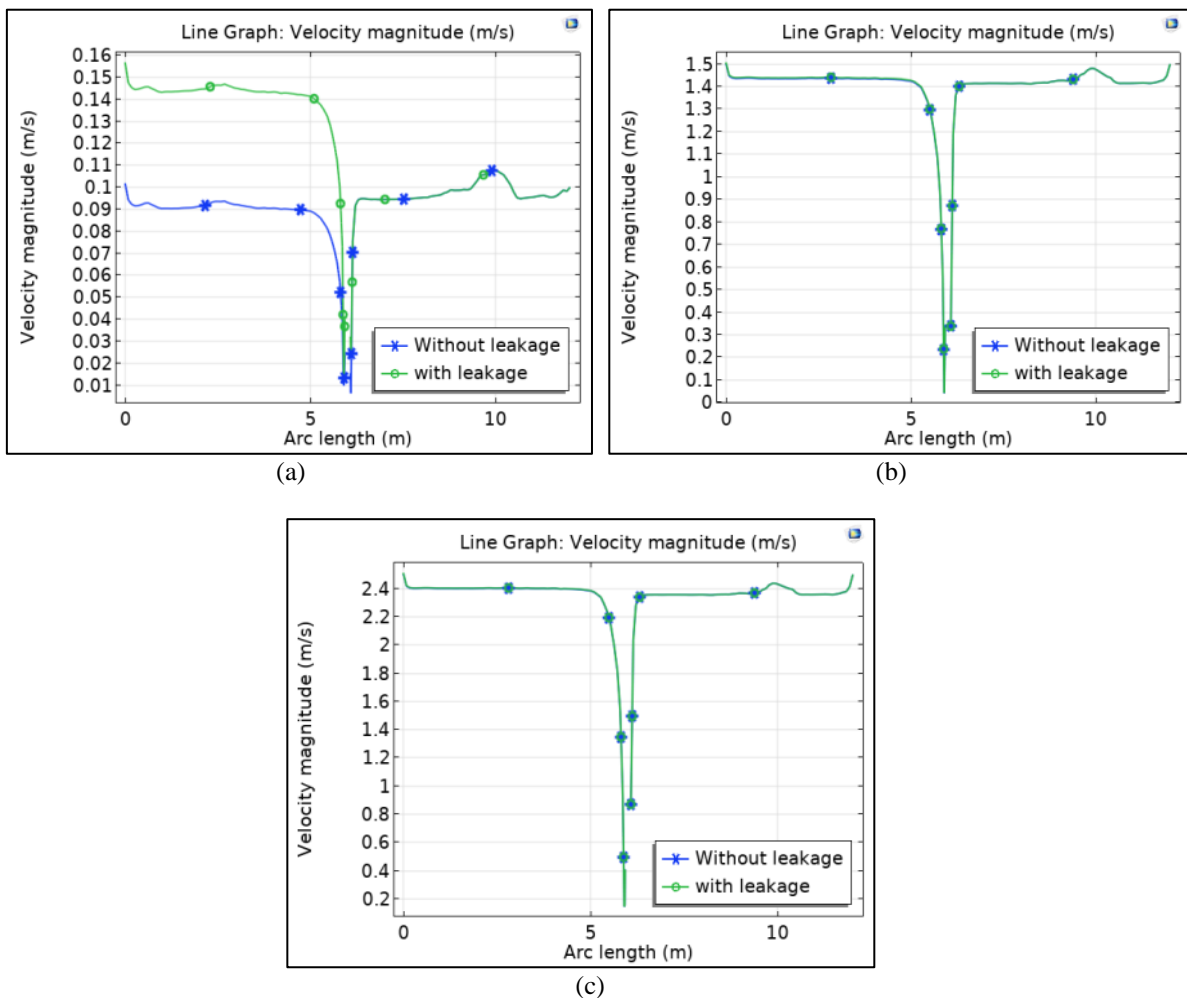 Line Graph: Velocity magnitude (m/s)
Velocity magnitude (m/s)
0.16
0.15
0.14
0.13
0.12
0.11
0.1
0.09
0.08
0.07
0.06
0.05
0.04
0.03
0.02
0.01
Without leakage
with leakage
0 5 10
Arc length (m)
(a)
Line Graph: Velocity magnitude (m/s)
Velocity magnitude (m/s)
1.5
1.4
1.3
1.2
1.1
1
0.9
0.8
0.7
0.6
0.5
0.4
0.3
0.2
0.1
0
Without leakage
with leakage
0 5 10
Arc length (m)
(b)
Line Graph: Velocity magnitude (m/s)
Velocity magnitude (m/s)
2.4
2.2
2
1.8
1.6
1.4
1.2
1
0.8
0.6
0.4
0.2
Without leakage
with leakage
0 5 10
Arc length (m)
(c)